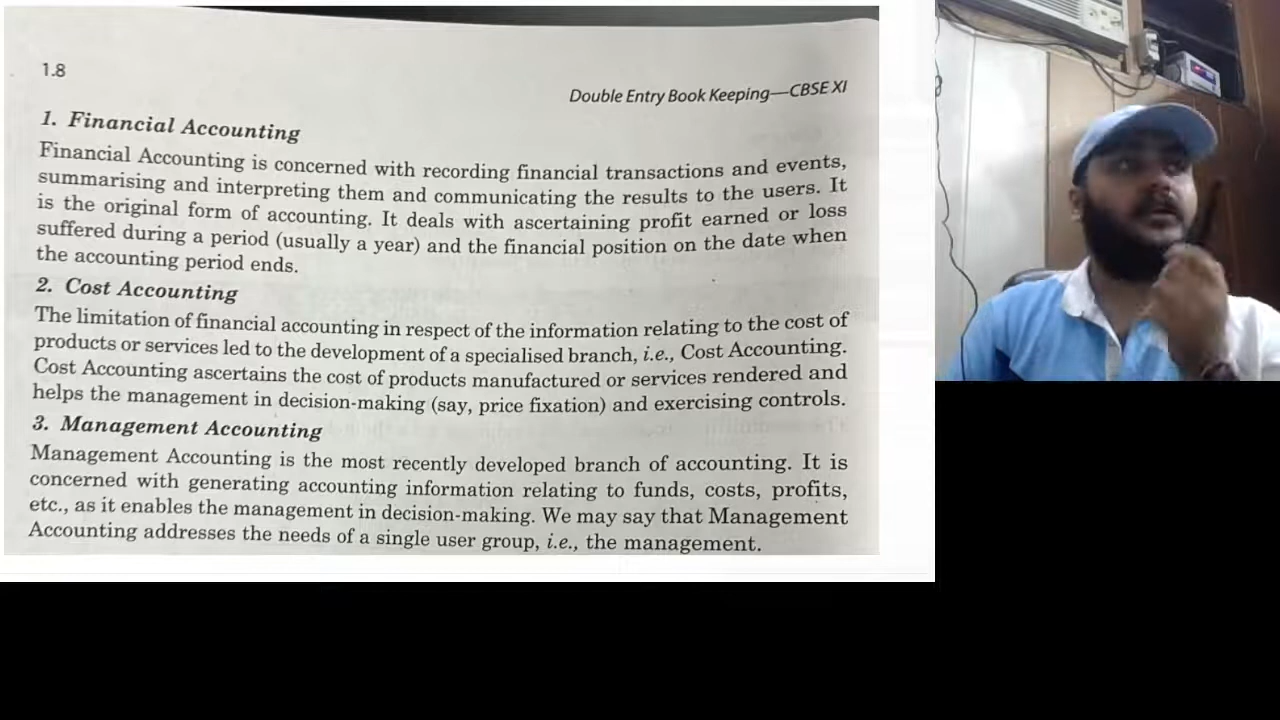 1.8
Double Entry Book Keeping—CBSE XI
1. Financial Accounting
Financial Accounting is concerned with recording financial transactions and events,
summarising and interpreting them and communicating the results to the users. It
is the original form of accounting. It deals with ascertaining profit earned or loss
suffered during a period (usually a year) and the financial position on the date when
the accounting period ends.
2. Cost Accounting
The limitation of financial accounting in respect of the information relating to the cost of
products or services led to the development of a specialised branch, i.e., Cost Accounting.
Cost Accounting ascertains the cost of products manufactured or services rendered and
helps the management in decision-making (say, price fixation) and exercising controls.
3. Management Accounting
Management Accounting is the most recently developed branch of accounting. It is
concerned with generating accounting information relating to funds, costs, profits,
etc., as it enables the management in decision-making. We may say that Management
Accounting addresses the needs of a single user group, i.e., the management.